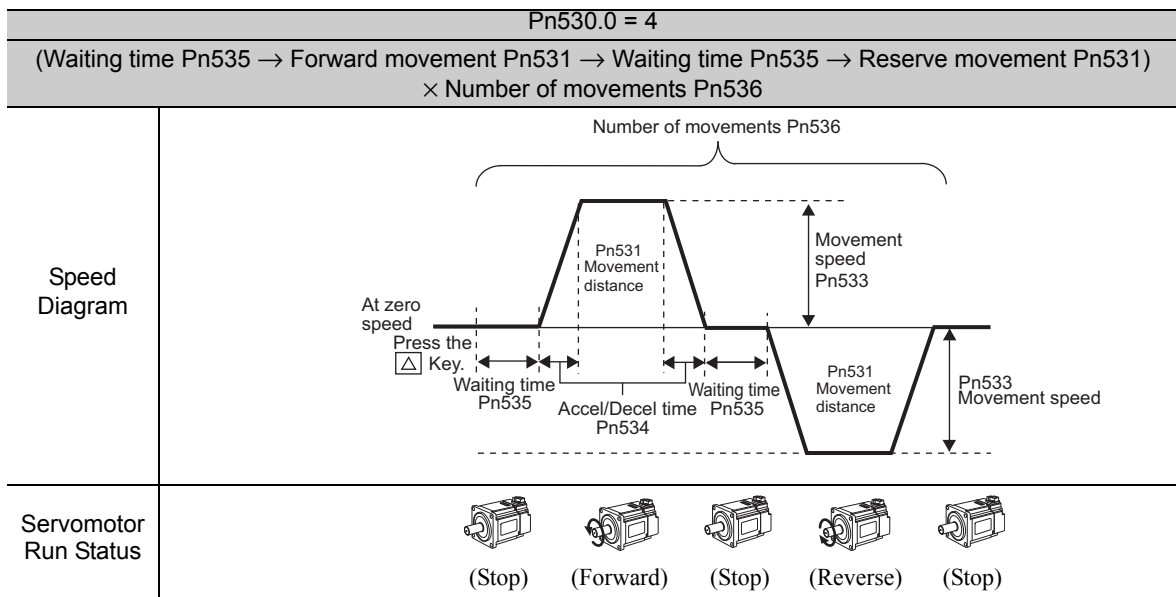 Pn530.0 = 4
(Waiting time Pn535 → Forward movement Pn531 → Waiting time Pn535 → Reserve movement Pn531)
× Number of movements Pn536
Speed
Diagram
Number of movements Pn536
Pn531
Movement
distance
Movement
speed
Pn533
At zero
speed
Press the
△ Key.
Waiting time
Pn535
Accel/Decel time
Pn534
Waiting time
Pn535
Pn531
Movement
distance
Pn533
Movement speed
Servomotor
Run Status
(Stop) (Forward) (Stop) (Reverse) (Stop)